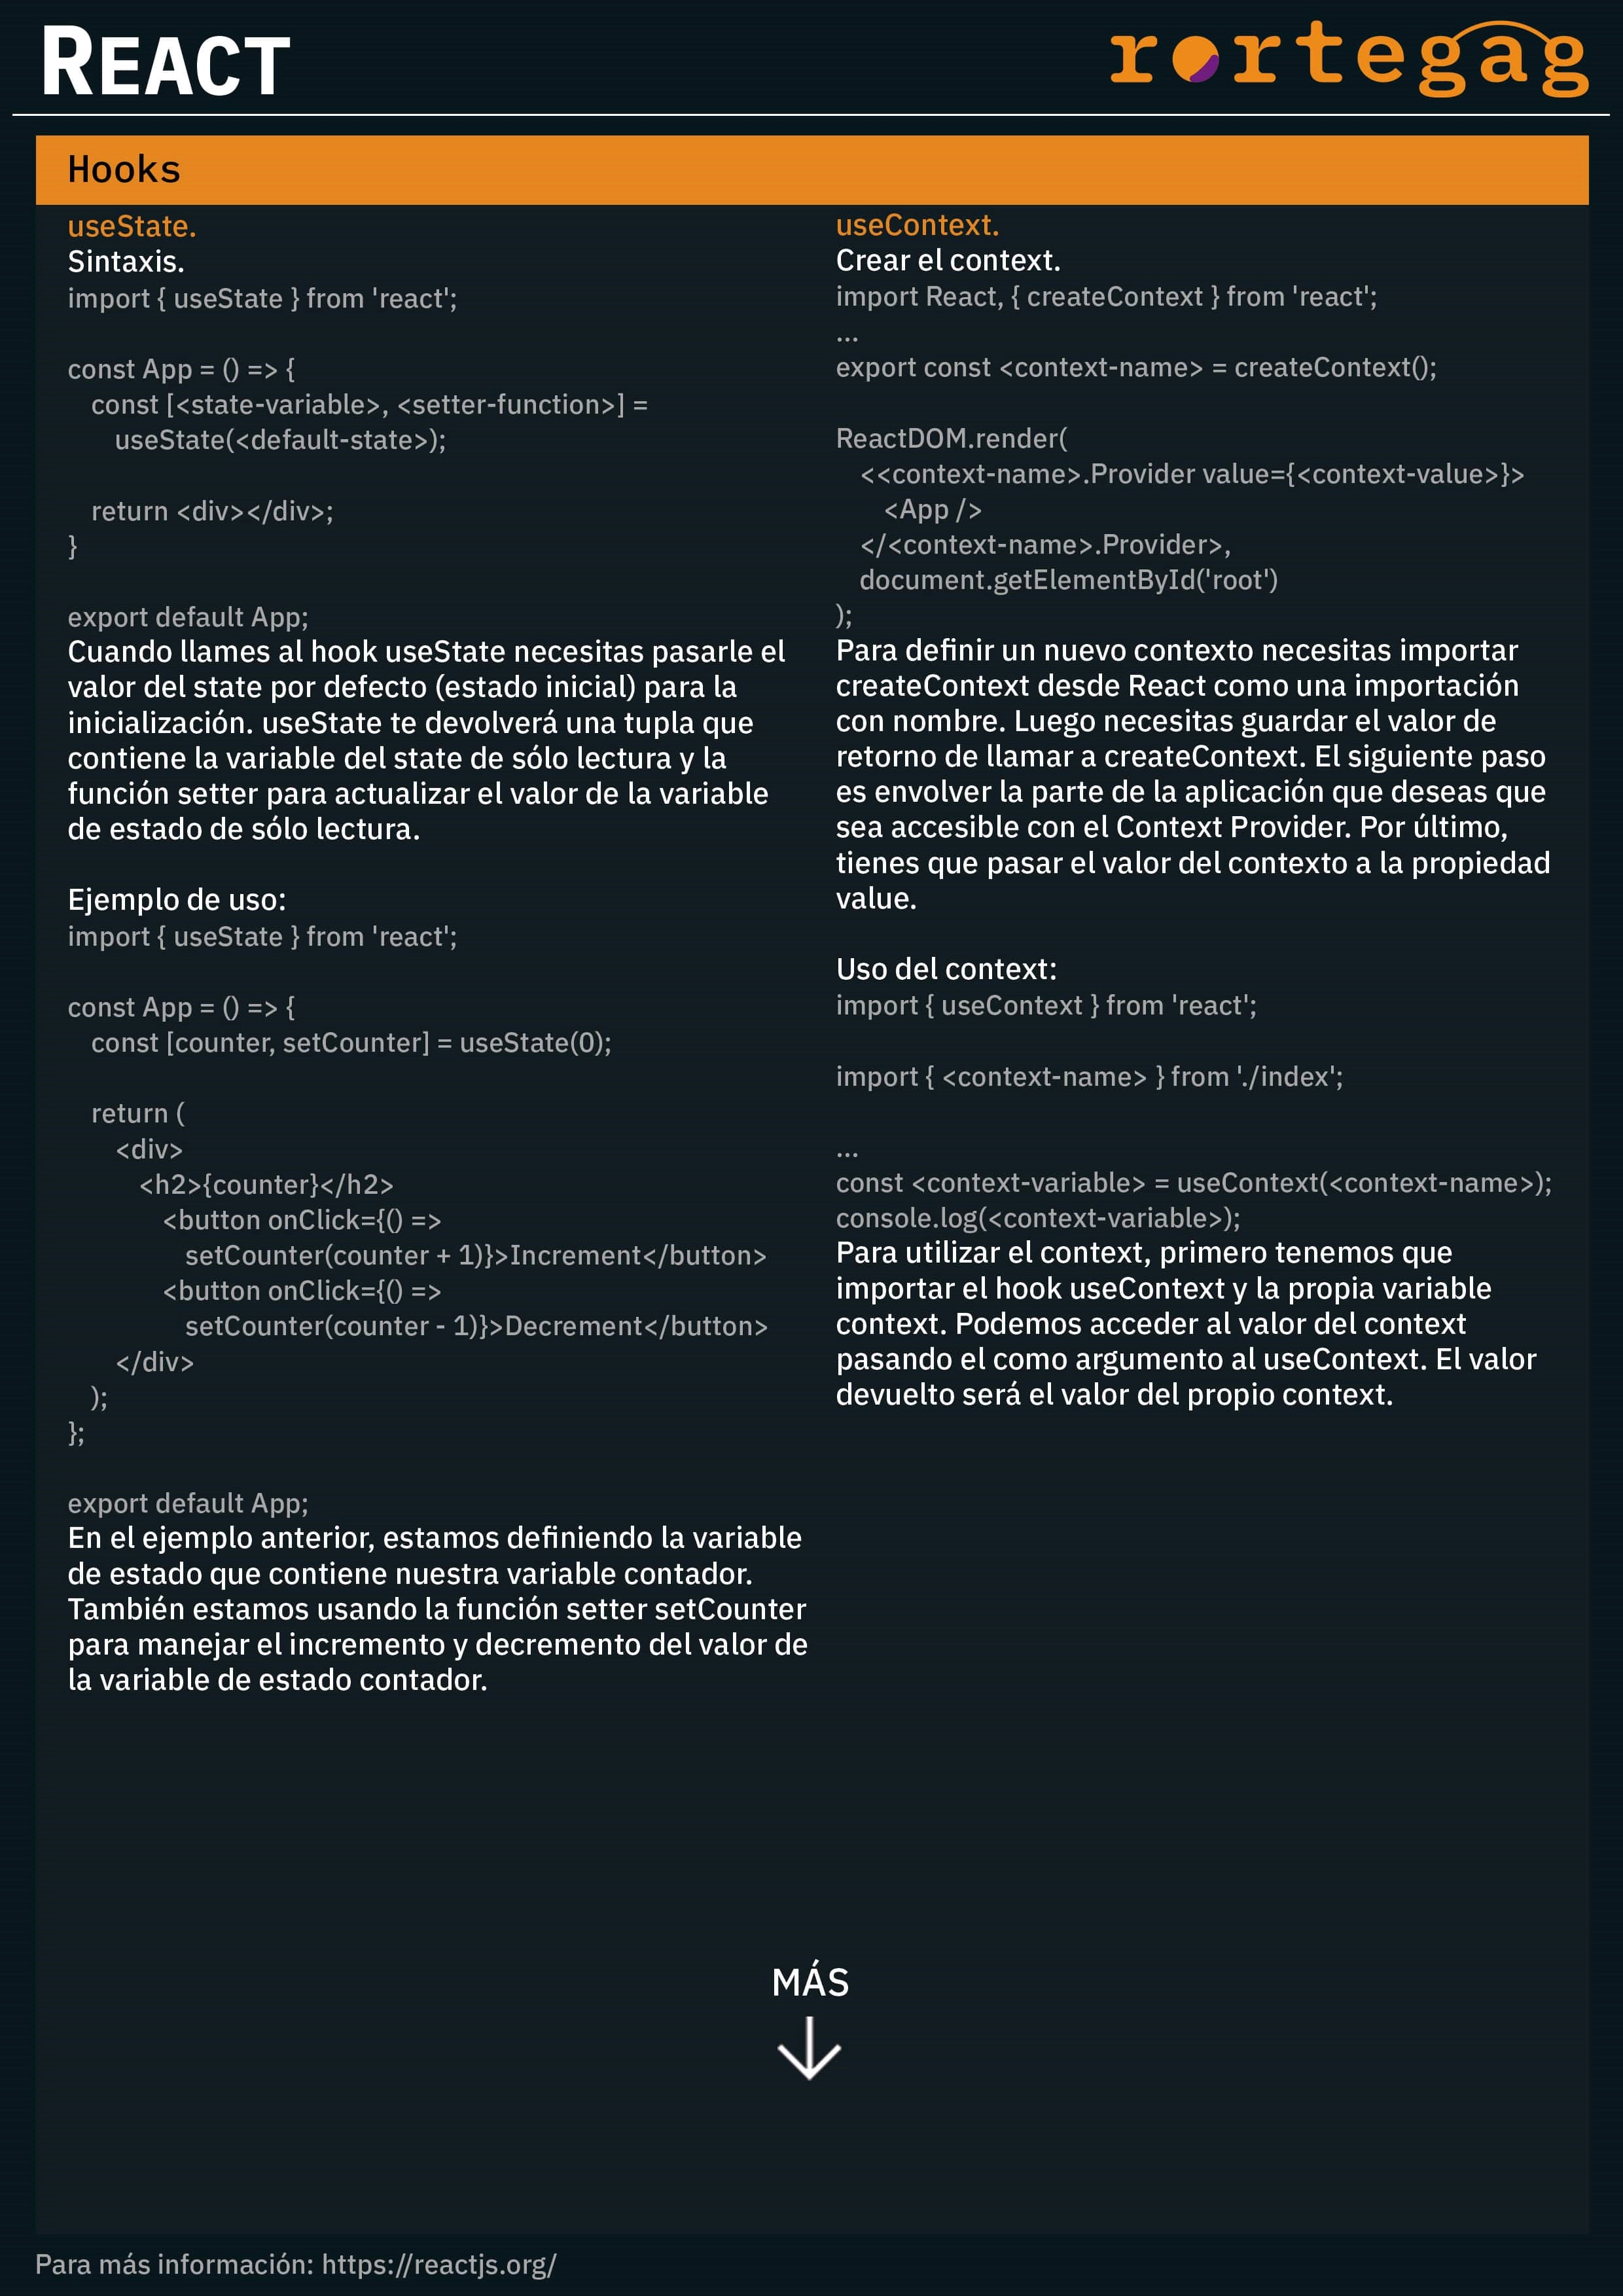 REACT
rortegag
Hooks
useState.
Sintaxis.
import { useState } from 'react';
const App = () => {
const [<state-variable>, <setter-function>] =
useState(<default-state>);
return <div></div>;
}
export default App;
Cuando llames al hook useState necesitas pasarle el
valor del state por defecto (estado inicial) para la
inicialización. useState te devolverá una tupla que
contiene la variable del state de sólo lectura y la
función setter para actualizar el valor de la variable
de estado de sólo lectura.
Ejemplo de uso:
import { useState } from 'react';
const App = () => {
const [counter, setCounter] = useState(0);
return (
<div>
<h2>{counter}</h2>
<button onClick={() =>
setCounter(counter + 1)}>Increment</button>
<button onClick={() =>
setCounter(counter - 1)}>Decrement</button>
</div>
);
};
export default App;
En el ejemplo anterior, estamos definiendo la variable
de estado que contiene nuestra variable contador.
También estamos usando la función setter setCounter
para manejar el incremento y decremento del valor de
la variable de estado contador.
useContext.
Crear el context.
import React, { createContext } from 'react';
...
export const <context-name> = createContext();
ReactDOM.render(
<<context-name>.Provider value={<context-value>}>
<App />
</<context-name>.Provider>,
document.getElementById('root')
);
Para definir un nuevo contexto necesitas importar
createContext desde React como una importación
con nombre. Luego necesitas guardar el valor de
retorno de llamar a createContext. El siguiente paso
es envolver la parte de la aplicación que deseas que
sea accesible con el Context Provider. Por último,
tienes que pasar el valor del contexto a la propiedad
value.
Uso del context:
import { useContext } from 'react';
import { <context-name> } from './index';
...
const <context-variable> = useContext(<context-name>);
console.log(<context-variable>);
Para utilizar el context, primero tenemos que
importar el hook useContext y la propia variable
context. Podemos acceder al valor del context
pasando el como argumento al useContext. El valor
devuelto será el valor del propio context.
MÁS
Para más información: https://reactjs.org/